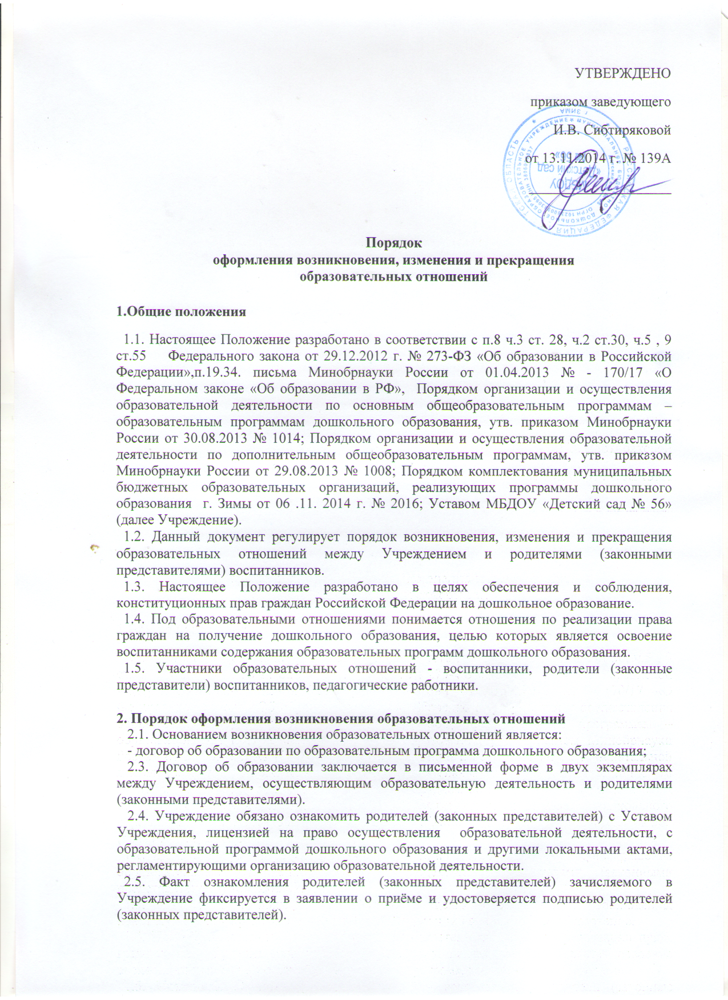 УТВЕРЖДЕНО
приказом заведующего
И.В. Сибтиряковой
от 13.11.2014 г. № 139А
Г ЗИМА
РОССИЙСКАЯ ФЕДЕРАЦИЯ
МБДОУ
«Детский сад
№ 56»
Порядок
оформления возникновения, изменения и прекращения
образовательных отношений
1.Общие положения
1.1. Настоящее Положение разработано в соответствии с п.8 ч.3 ст. 28, ч.2 ст.30, ч.5 , 9
ст.55 Федерального закона от 29.12.2012 г. № 273-ФЗ «Об образовании в Российской
Федерации»,п.19.34. письма Минобрнауки России от 01.04.2013 № - 170/17 «О
Федеральном законе «Об образовании в РФ», Порядком организации и осуществления
образовательной деятельности по основным общеобразовательным программам –
образовательным программам дошкольного образования, утв. приказом Минобрнауки
России от 30.08.2013 № 1014; Порядком организации и осуществления образовательной
деятельности по дополнительным общеобразовательным программам, утв. приказом
Минобрнауки России от 29.08.2013 № 1008; Порядком комплектования муниципальных
бюджетных образовательных организаций, реализующих программы дошкольного
образования г. Зимы от 06 .11. 2014 г. № 2016; Уставом МБДОУ «Детский сад № 56»
(далее Учреждение).
1.2. Данный документ регулирует порядок возникновения, изменения и прекращения
образовательных отношений между Учреждением и родителями (законными
представителями) воспитанников.
1.3. Настоящее Положение разработано в целях обеспечения и соблюдения,
конституционных прав граждан Российской Федерации на дошкольное образование.
1.4. Под образовательными отношениями понимается отношения по реализации права
граждан на получение дошкольного образования, целью которых является освоение
воспитанниками содержания образовательных программ дошкольного образования.
1.5. Участники образовательных отношений - воспитанники, родители (законные
представители) воспитанников, педагогические работники.
2. Порядок оформления возникновения образовательных отношений
2.1. Основанием возникновения образовательных отношений является:
- договор об образовании по образовательным программа дошкольного образования;
2.3. Договор об образовании заключается в письменной форме в двух экземплярах
между Учреждением, осуществляющим образовательную деятельность и родителями
(законными представителями).
2.4. Учреждение обязано ознакомить родителей (законных представителей) с Уставом
Учреждения, лицензией на право осуществления образовательной деятельности, с
образовательной программой дошкольного образования и другими локальными актами,
регламентирующими организацию образовательной деятельности.
2.5. Факт ознакомления родителей (законных представителей) зачисляемого в
Учреждение фиксируется в заявлении о приёме и удостоверяется подписью родителей
(законных представителей).